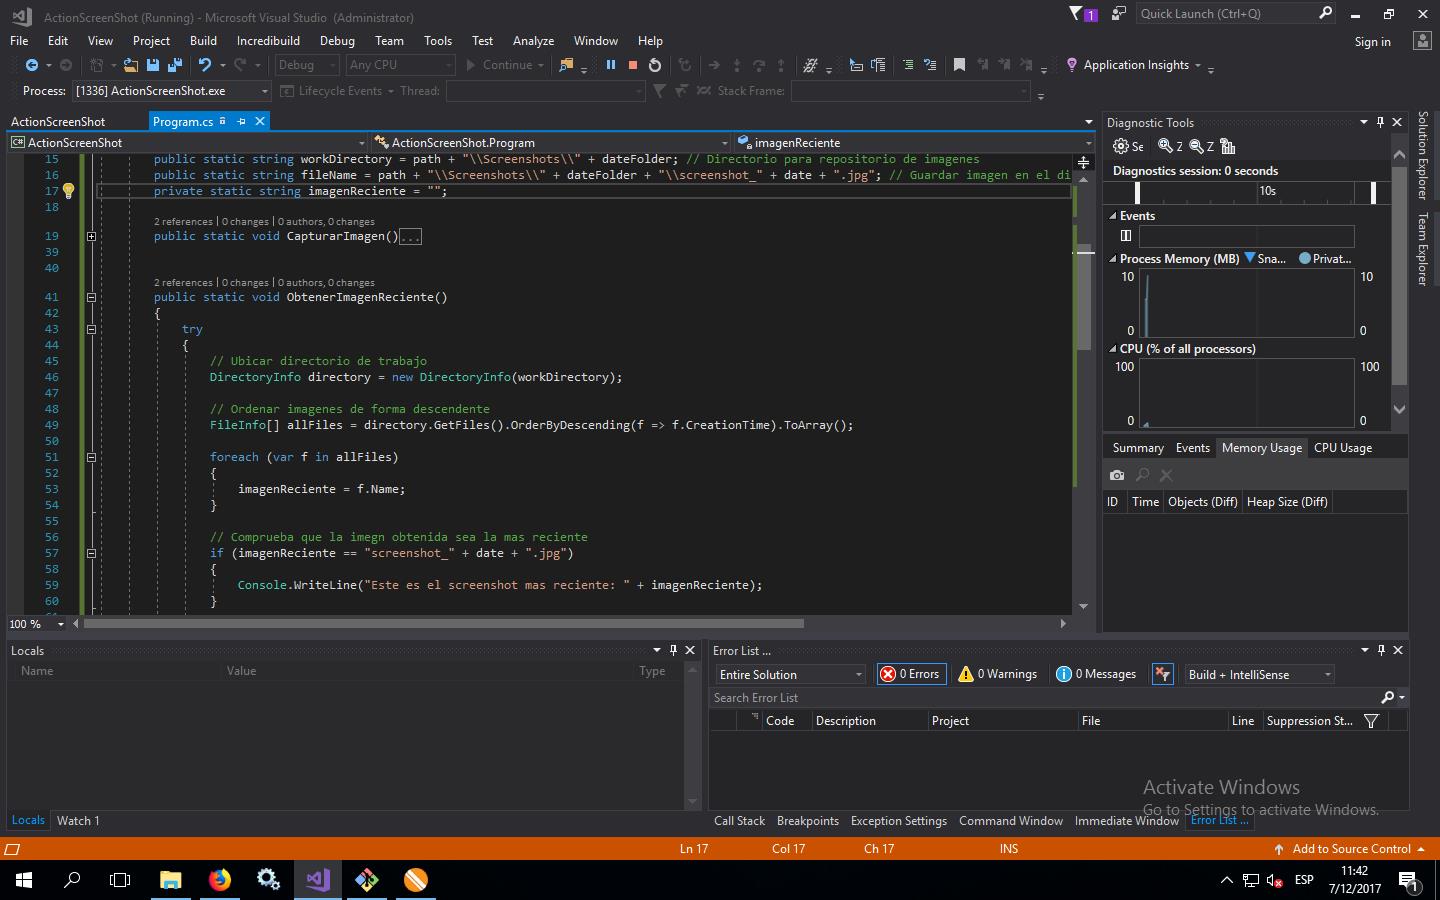 ActionScreenShot (Running) - Microsoft Visual Studio (Administrator)
1
Quick Launch (Ctrl+Q)
File Edit View Project Build Incredibuild Debug Team Tools Test Analyze Window Help
Sign in
Debug Any CPU Continue Application Insights
Process: [1336] ActionScreenShot.exe Lifecycle Events Thread: Stack Frame:
ActionScreenShot Program.cs
ActionScreenShot ActionScreenShot.Program imagenReciente
15 public static string workDirectory = path + "\\Screenshots\\" + dateFolder; // Directorio para repositorio de imagenes
16 public static string fileName = path + "\\Screenshots\\" + dateFolder + "\\screenshot_" + date + ".jpg"; // Guardar imagen en el di
17 private static string imagenReciente = "";
18
2 references | 0 changes | 0 authors, 0 changes
19 public static void CapturarImagen()...
39
40
2 references | 0 changes | 0 authors, 0 changes
41 public static void ObtenerImagenReciente()
42 {
43 try
44 {
45 // Ubicar directorio de trabajo
46 DirectoryInfo directory = new DirectoryInfo(workDirectory);
47
48 // Ordenar imagenes de forma descendente
49 FileInfo[] allFiles = directory.GetFiles().OrderByDescending(f => f.CreationTime).ToArray();
50
51 foreach (var f in allFiles)
52 {
53 imagenReciente = f.Name;
54 }
55
56 // Comprueba que la imegn obtenida sea la mas reciente
57 if (imagenReciente == "screenshot_" + date + ".jpg")
58 {
59 Console.WriteLine("Este es el screenshot mas reciente: " + imagenReciente);
60 }
100 %
Diagnostic Tools
Se Z Z
Diagnostics session: 0 seconds
10s
Events
Process Memory (MB) Sna... Privat...
10 10
0 0
CPU (% of all processors)
100 100
0 0
Summary Events Memory Usage CPU Usage
ID Time Objects (Diff) Heap Size (Diff)
Solution Explorer
Team Explorer
Locals
Name Value Type
Locals Watch 1
Error List ...
Entire Solution 0 Errors 0 Warnings 0 Messages Build + IntelliSense
Search Error List
Code Description Project File Line Suppression St...
Activate Windows
Go to Settings to activate Windows.
Call Stack Breakpoints Exception Settings Command Window Immediate Window Error List ...
Ln 17 Col 17 Ch 17 INS Add to Source Control
ESP
11:42
7/12/2017
1